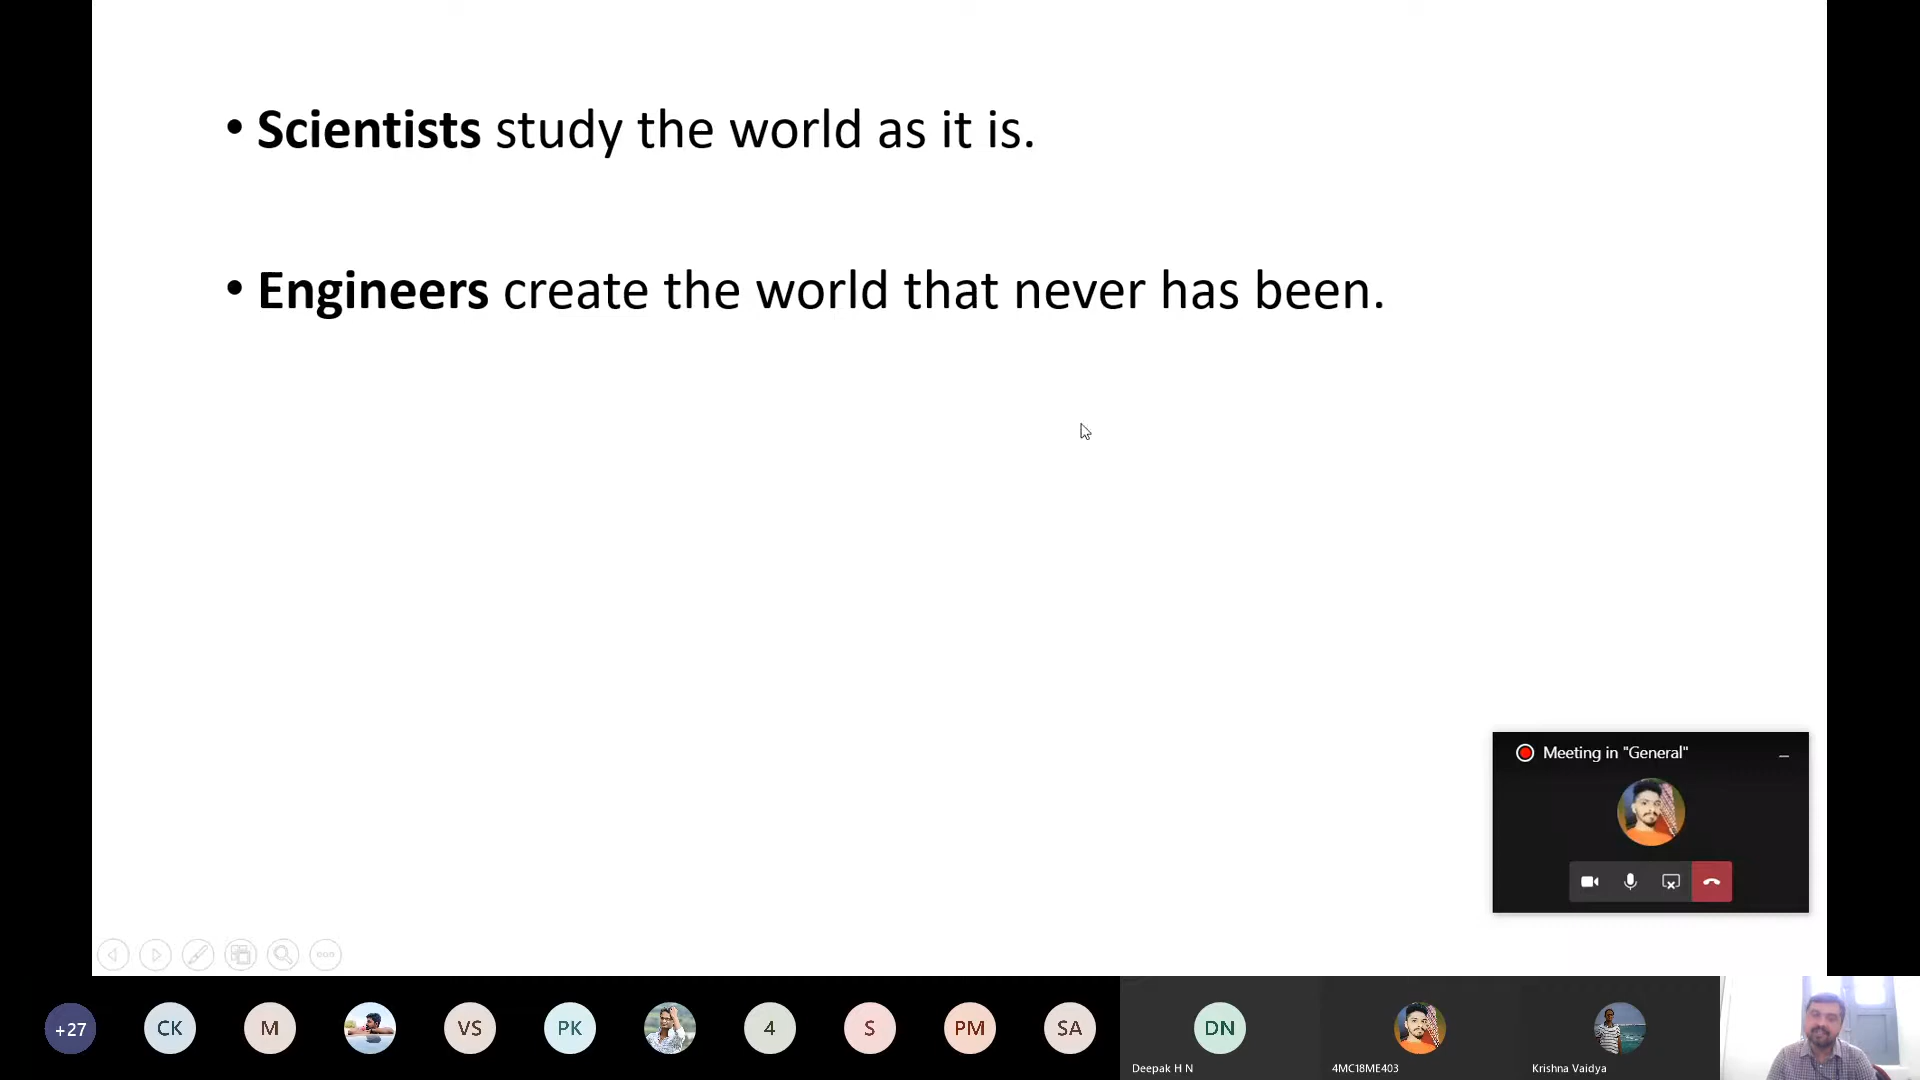 • Scientists study the world as it is.
• Engineers create the world that never has been.
Meeting in "General"
+27
CK
M
VS
PK
4
S
PM
SA
DN
Deepak H N
4MC18ME403
Krishna Vaidya